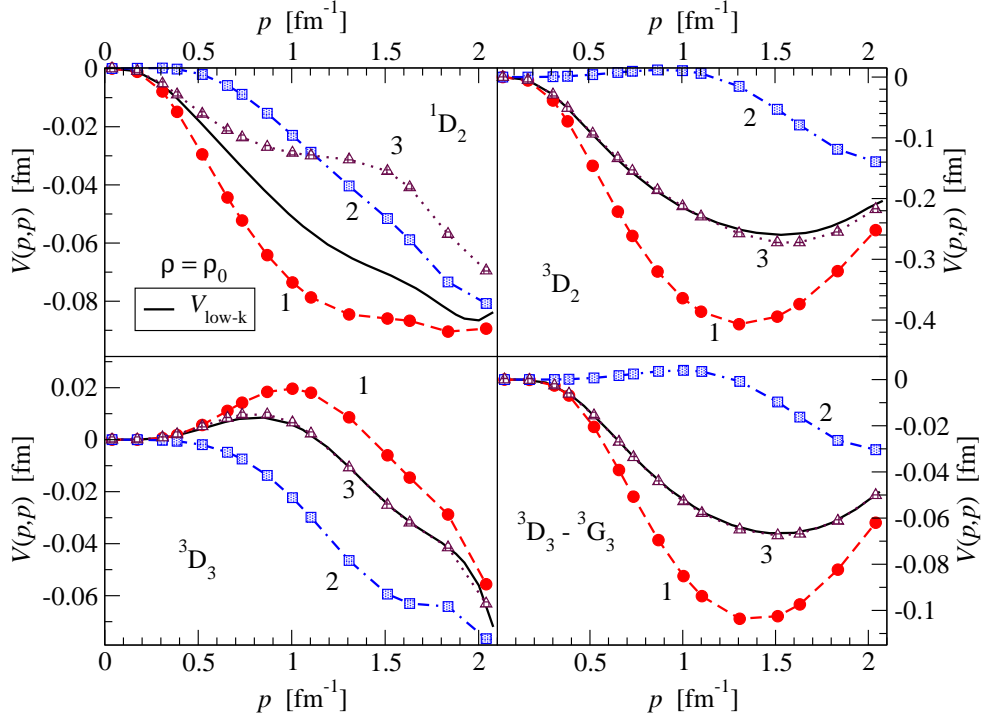 p [fm⁻¹] p [fm⁻¹]
0 0.5 1 1.5 2 0.5 1 1.5 2
0
-0.02
-0.04
-0.06
-0.08
V(p,p) [fm]
¹D₂
3
2
1
ρ = ρ₀
V low-k
0
-0.1
-0.2
-0.3
-0.4
V(p,p) [fm]
2
3
³D₂
1
0.02
0
-0.02
-0.04
-0.06
V(p,p) [fm]
1
3
³D₃
2
0
-0.02
-0.04
-0.06
-0.08
-0.1
V(p,p) [fm]
2
³D₃ - ³G₃
3
1
0 0.5 1 1.5 2 0.5 1 1.5 2
p [fm⁻¹] p [fm⁻¹]